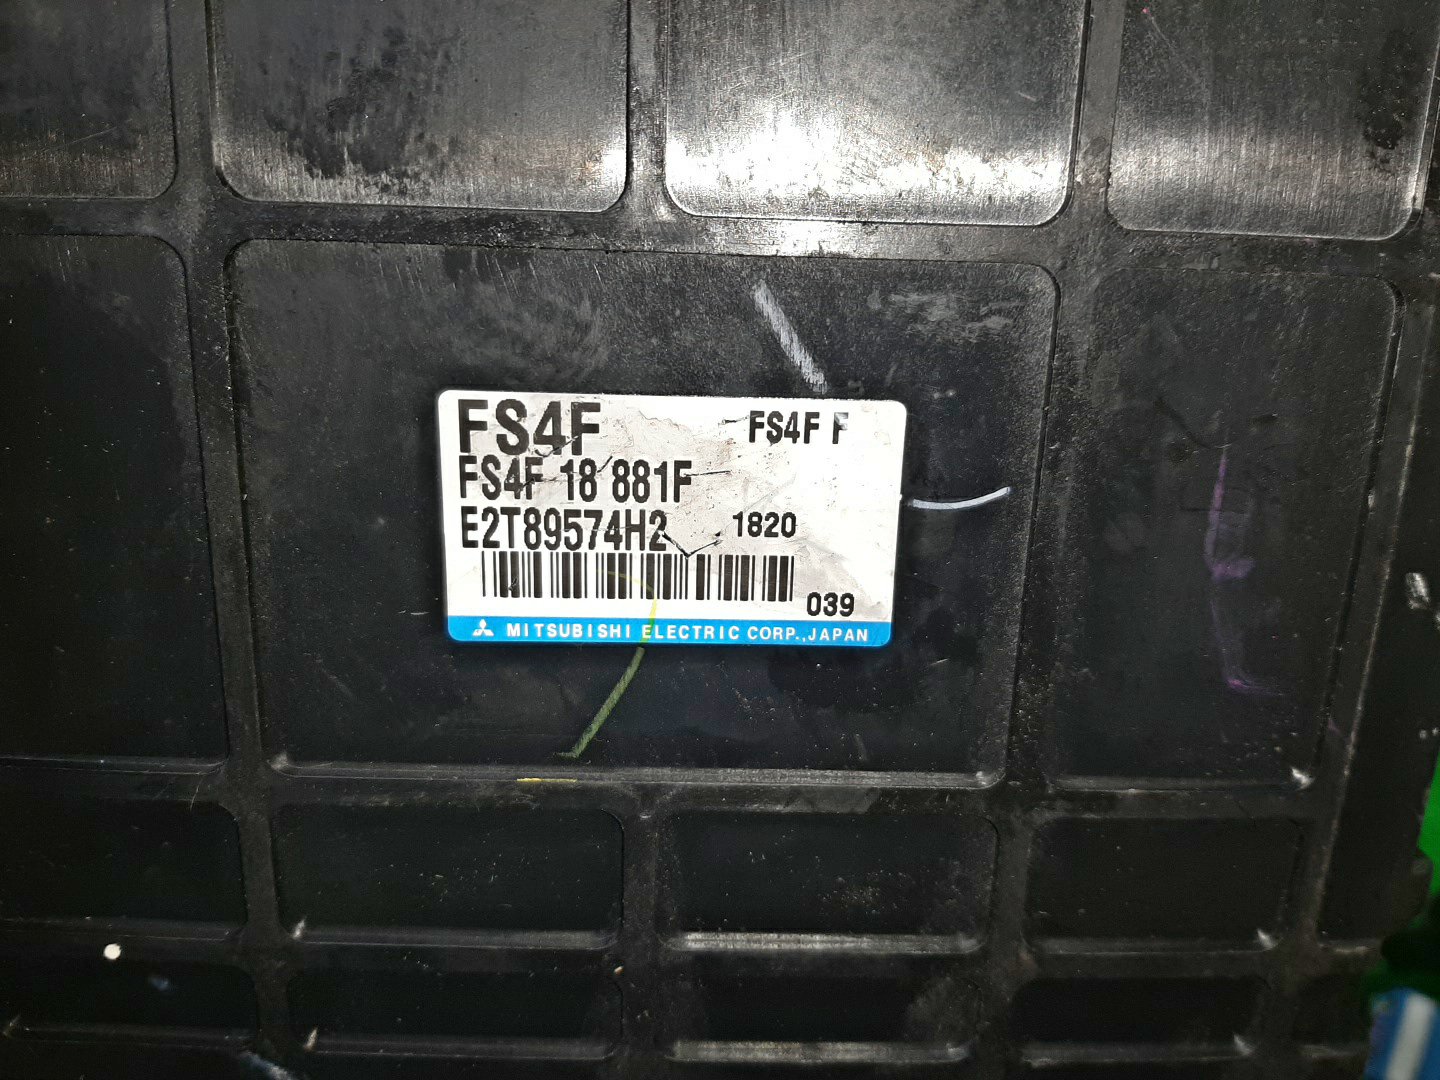 FS4F FS4F F
FS4F 18 881F
E2T89574H2 1820
039
MITSUBISHI ELECTRIC CORP.,JAPAN